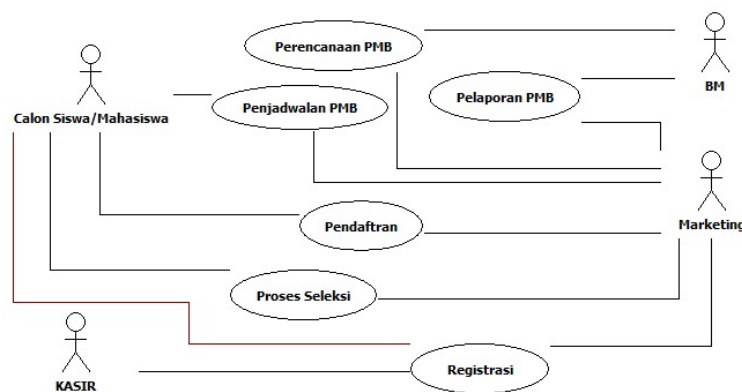 Perencanaan PMB
BM
Pelaporan PMB
Penjadwalan PMB
Calon Siswa/Mahasiswa
Marketing
Pendaftran
Proses Seleksi
Registrasi
KASIR